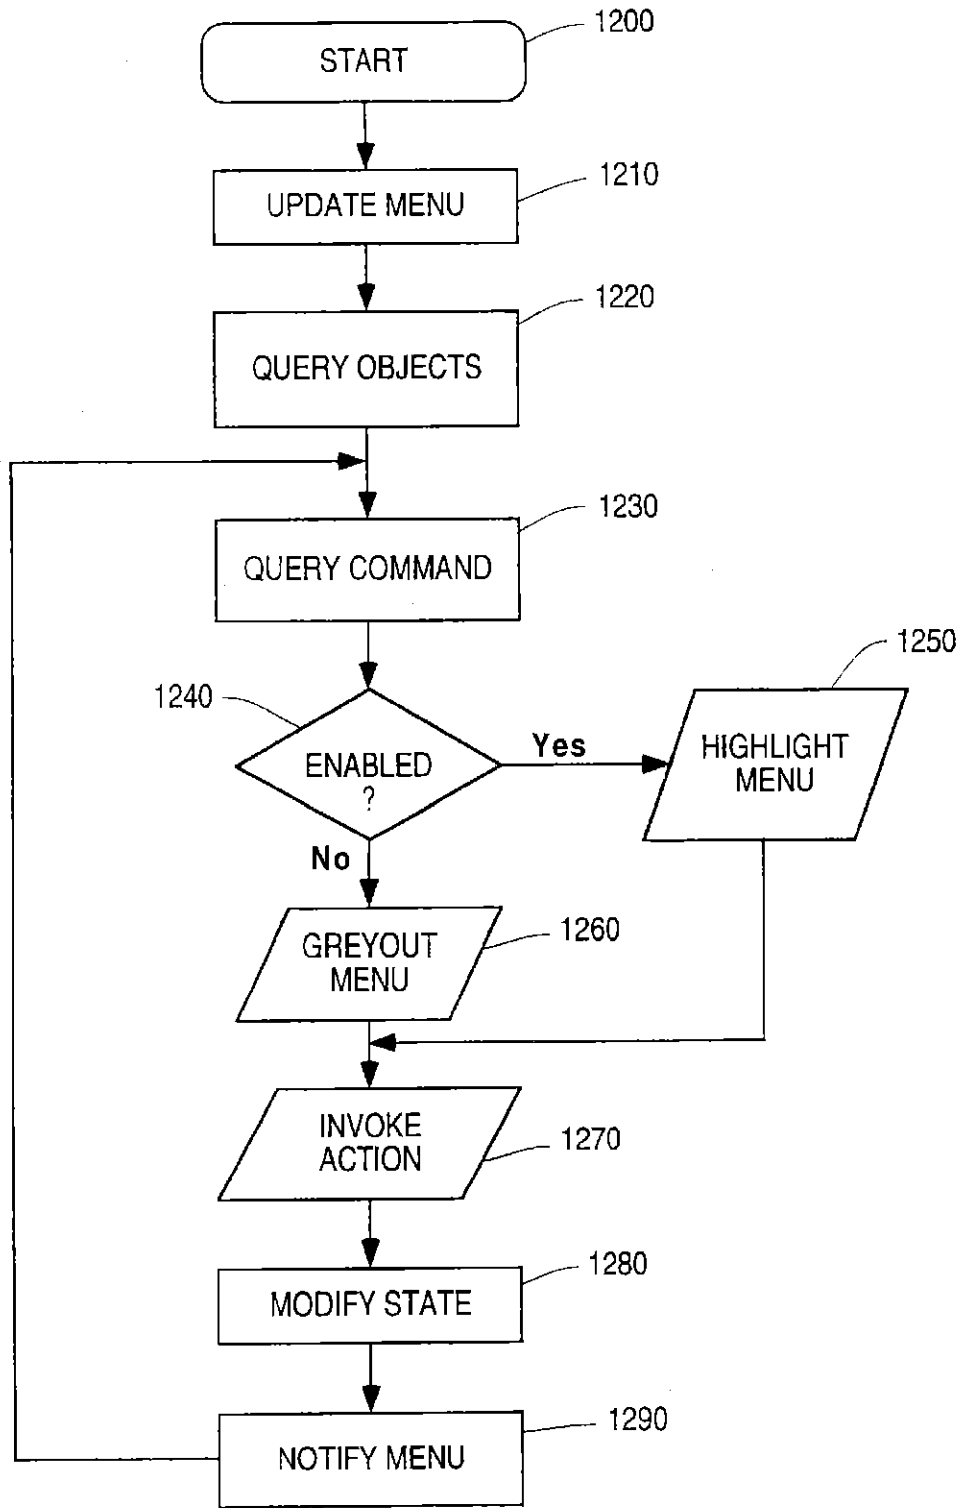 1200
START
1210
UPDATE MENU
1220
QUERY OBJECTS
1230
QUERY COMMAND
1240
ENABLED
?
Yes
1250
HIGHLIGHT
MENU
No
1260
GREYOUT
MENU
1270
INVOKE
ACTION
1280
MODIFY STATE
1290
NOTIFY MENU